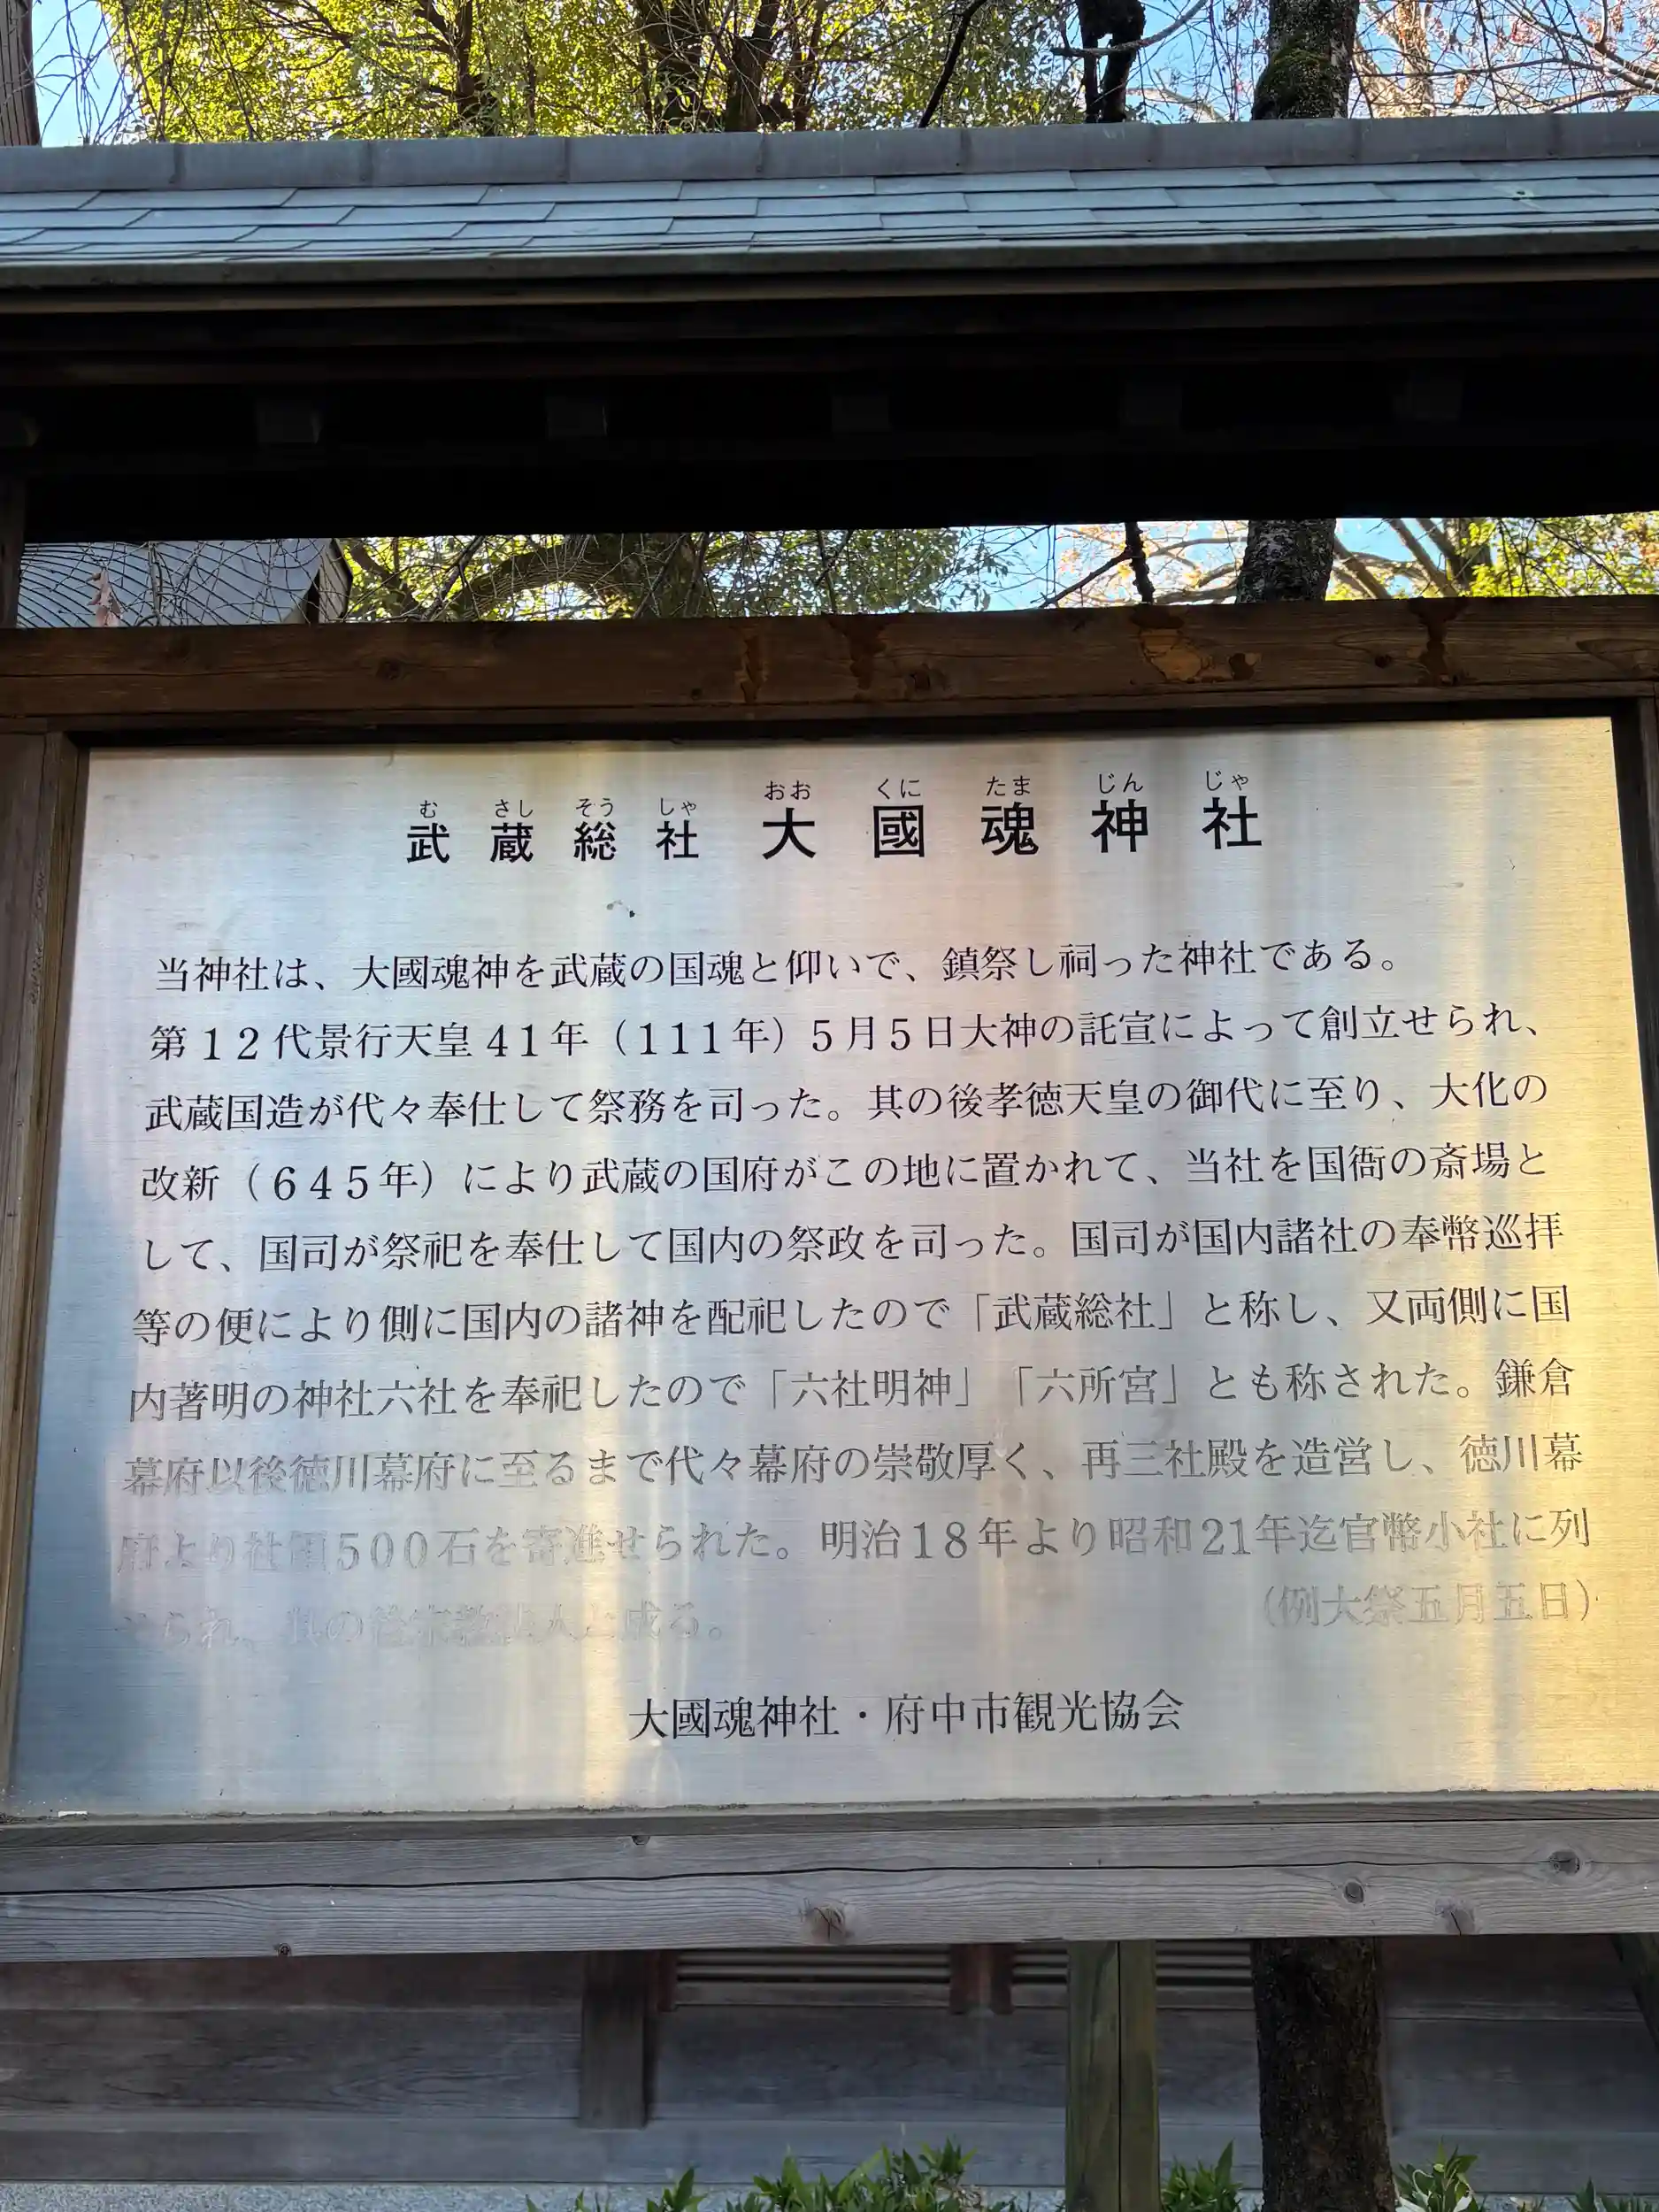 む さし そう しゃ おお くに たま じん じゃ
武蔵総社 大國魂神社
当神社は、大國魂神を武蔵の国魂と仰いで、鎮祭し祠った神社である。
第12代景行天皇41年（111年）5月5日大神の託宣によって創立せられ、
武蔵国造が代々奉仕して祭務を司った。其の後孝徳天皇の御代に至り、大化の
改新（645年）により武蔵の国府がこの地に置かれて、当社を国衙の斎場と
して、国司が祭祀を奉仕して国内の祭政を司った。国司が国内諸社の奉幣巡拝
等の便により側に国内の諸神を配祀したので「武蔵総社」と称し、又両側に国
内著明の神社六社を奉祀したので「六社明神」「六所宮」とも称された。鎌倉
幕府以後徳川幕府に至るまで代々幕府の崇敬厚く、再三社殿を造営し、徳川幕
府より社領500石を寄進せられた。明治18年より昭和21年迄官幣小社に列
せられ、其の後宗教法人と成る。 （例大祭五月五日）
大國魂神社・府中市観光協会